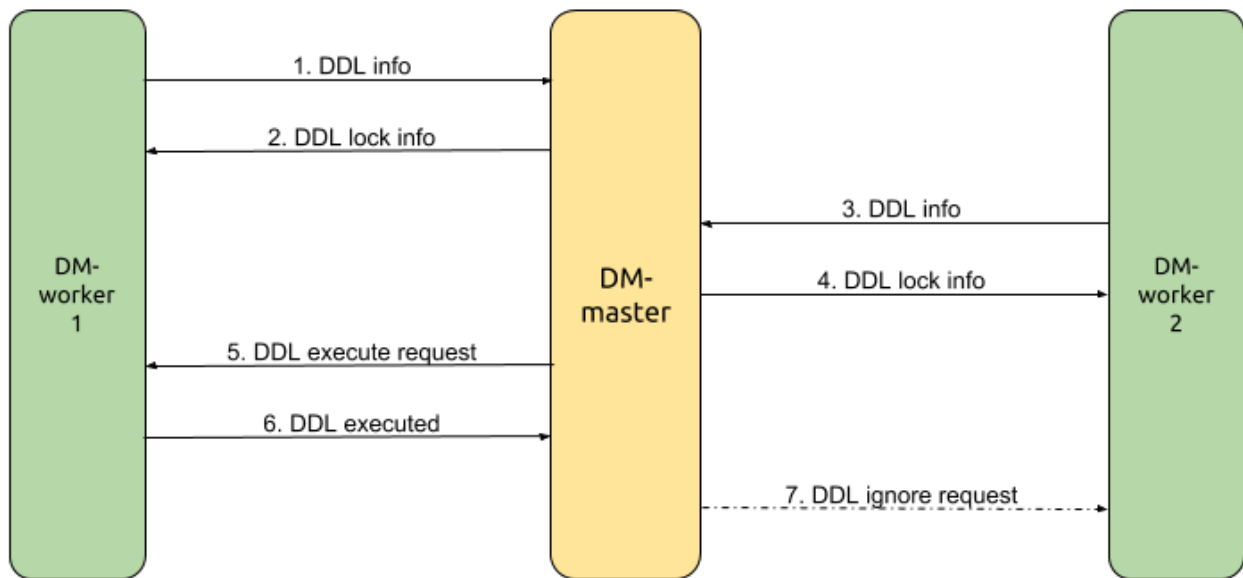 1. DDL info
2. DDL lock info
3. DDL info
DM-
worker
1
DM-
master
DM-
worker
2
4. DDL lock info
5. DDL execute request
6. DDL executed
7. DDL ignore request